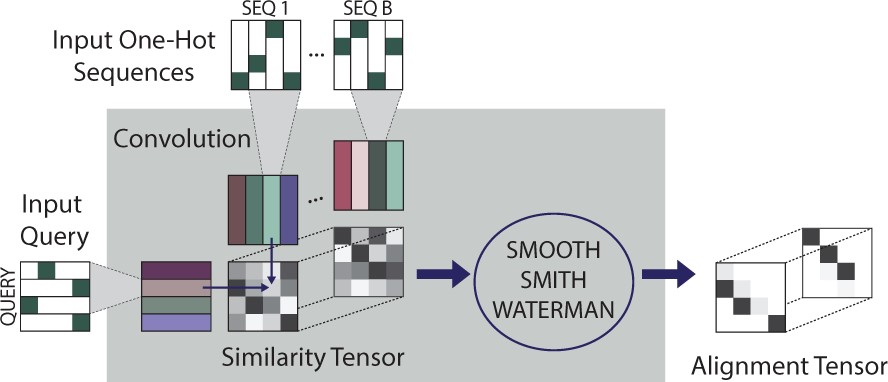 SEQ 1
SEQ B
Input One-Hot
Sequences
...
Convolution
...
Input
Query
QUERY
SMOOTH
SMITH
WATERMAN
Similarity Tensor
Alignment Tensor